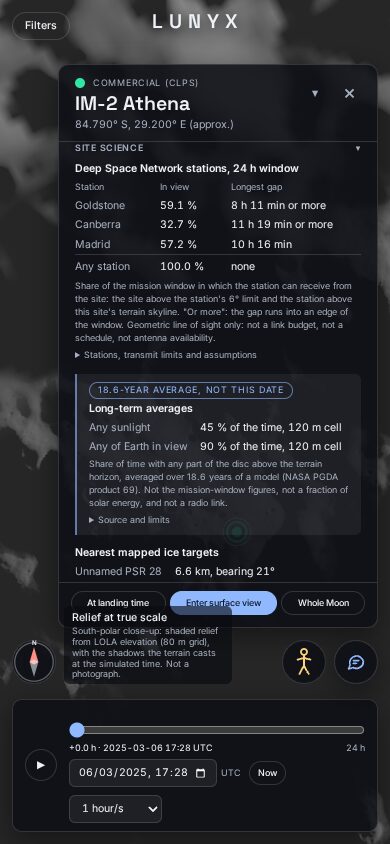 Filters
LUNYX
COMMERCIAL (CLPS)
IM-2 Athena
84.790° S, 29.200° E (approx.)
SITE SCIENCE
Deep Space Network stations, 24 h window
Station In view Longest gap
Goldstone 59.1 % 8 h 11 min or more
Canberra 32.7 % 11 h 19 min or more
Madrid 57.2 % 10 h 16 min
Any station 100.0 % none
Share of the mission window in which the station can receive from
the site: the site above the station's 6° limit and the station above
this site's terrain skyline. "Or more": the gap runs into an edge of
the window. Geometric line of sight only: not a link budget, not a
schedule, not antenna availability.
Stations, transmit limits and assumptions
18.6-YEAR AVERAGE, NOT THIS DATE
Long-term averages
Any sunlight 45 % of the time, 120 m cell
Any of Earth in view 90 % of the time, 120 m cell
Share of time with any part of the disc above the terrain
horizon, averaged over 18.6 years of a model (NASA PGDA
product 69). Not the mission-window figures, not a fraction of
solar energy, and not a radio link.
Source and limits
Nearest mapped ice targets
Unnamed PSR 28 6.6 km, bearing 21°
At landing time Enter surface view Whole Moon
Relief at true scale
South-polar close-up: shaded relief
from LOLA elevation (80 m grid),
with the shadows the terrain casts
at the simulated time. Not a
photograph.
N
+0.0 h · 2025-03-06 17:28 UTC 24 h
06/03/2025, 17:28 UTC Now
1 hour/s